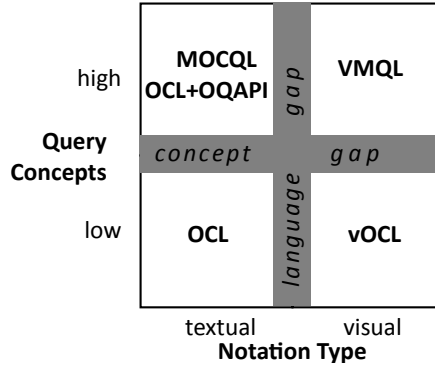 MOCQL
OCL+OQAPI
VMQL
high
gap
Query
Concepts
concept gap
language
low
OCL
vOCL
textual visual
Notation Type